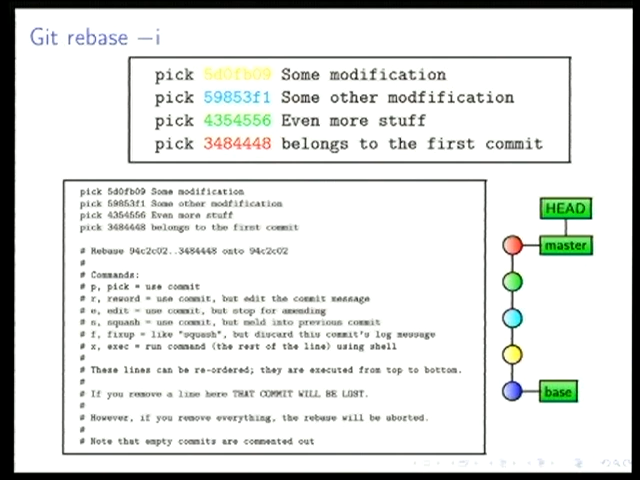 Git rebase −i
pick 5d0fb09 Some modification
pick 59853f1 Some other modfification
pick 4354556 Even more stuff
pick 3484448 belongs to the first commit
pick 5d0fb09 Some modification
pick 59853f1 Some other modfification
pick 4354556 Even more stuff
pick 3484448 belongs to the first commit
# Rebase 94c2c02..3484448 onto 94c2c02
#
# Commands:
# p, pick = use commit
# r, reword = use commit, but edit the commit message
# e, edit = use commit, but stop for amending
# s, squash = use commit, but meld into previous commit
# f, fixup = like "squash", but discard this commit's log message
# x, exec = run command (the rest of the line) using shell
#
# These lines can be re-ordered; they are executed from top to bottom.
#
# If you remove a line here THAT COMMIT WILL BE LOST.
#
# However, if you remove everything, the rebase will be aborted.
#
# Note that empty commits are commented out
HEAD
master
base